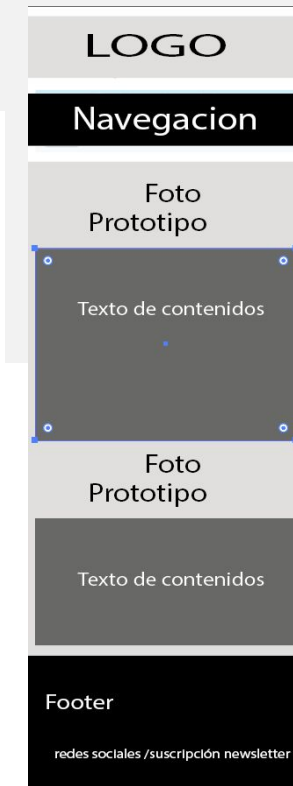 LOGO
Navegacion
Foto
Prototipo
Texto de contenidos
Foto
Prototipo
Texto de contenidos
Footer
redes sociales /suscripción newsletter